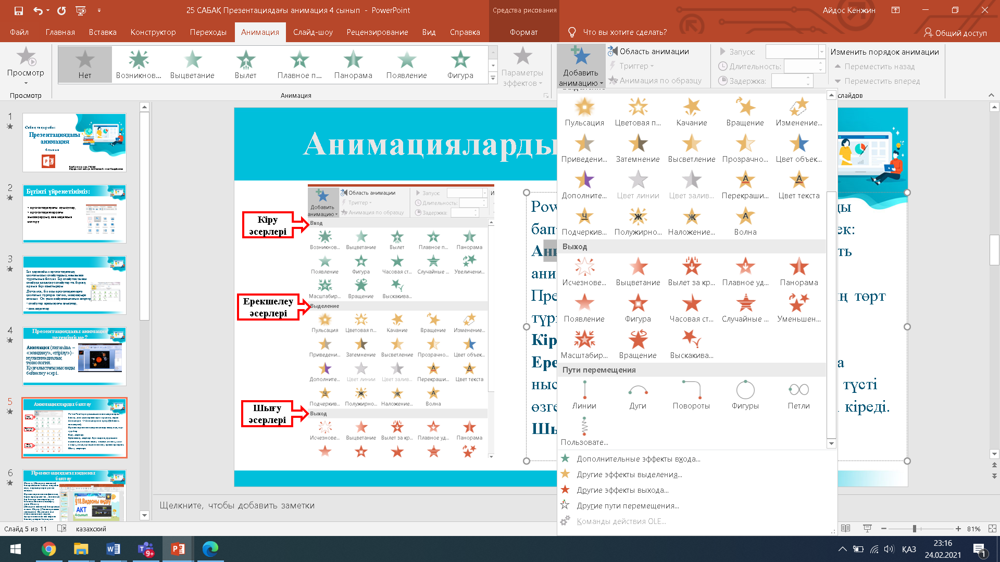 25 САБАҚ Презентациядағы анимация 4 сынып - PowerPoint
Средства рисования
Айдос Кенжин
Файл Главная Вставка Конструктор Переходы Анимация Слайд-шоу Рецензирование Вид Справка Формат Что вы хотите сделать? Общий доступ
Просмотр
Нет Возникнов... Выцветание Вылет Плавное п... Панорама Появление Фигура
Параметры эффектов
Добавить анимацию
Область анимации
Триггер
Анимация по образцу
Запуск:
Длительность:
Задержка:
Изменить порядок анимации
Переместить назад
Переместить вперед
Просмотр Анимация слайдов
1
Сабақ тақырыбы:
Презентациядағы
анимация
4-сынып
2
Бүгінгі үйренетініміз:
3
4
Презентациядағы анимация
дегеніміз не?
Анимация (латынша –
«жандану», «тірілу») -
мультимедиалық
технология.
Қозғалыстағы нысанды
бейнелеу әсері.
5
Анимацияларды баптау
6
Презентациядағы видеоны
баптау
§18.Видеоны өңдеу
АКТ
4-сынып
Анимацияларды
Добавить анимацию
Область анимации
Триггер
Анимация по образцу
Запуск:
Длительность:
Задержка:
И
Кіру
әсерлері
Вход
Возникнов... Выцветание Вылет Плавное п... Панорама
Появление Фигура Часовая ст... Случайные ... Увеличени...
Масштабир... Вращение Выскакива...
Ерекшелеу
әсерлері
Выделение
Пульсация Цветовая п... Качание Вращение Изменение...
Приведени... Затемнение Высветление Прозрачно... Цвет объек...
Дополните... Цвет линии Цвет залив... Перекраши... Цвет текста
Подчеркив... Полужирно... Наложение... Волна
Шығу
әсерлері
Выход
Исчезнове... Выцветание Вылет за кр... Плавное уд... Панорама
Pow ды
бап ек:
Ани ть
ани
Пре ң төрт
түр
Кір
Ере а
ныс түсті
өзге кіреді.
Шы
Выделение
Пульсация Цветовая п... Качание Вращение Изменение...
Приведени... Затемнение Высветление Прозрачно... Цвет объек...
Дополните... Цвет линии Цвет залив... Перекраши... Цвет текста
Подчеркив... Полужирно... Наложение... Волна
Выход
Исчезнове... Выцветание Вылет за кр... Плавное уд... Панорама
Появление Фигура Часовая ст... Случайные ... Уменьшен...
Масштабир... Вращение Выскакива...
Пути перемещения
Линии Дуги Повороты Фигуры Петли
Пользовате...
Дополнительные эффекты входа...
Другие эффекты выделения...
Другие эффекты выхода...
Другие пути перемещения...
Команды действия OLE...
Щелкните, чтобы добавить заметки
Слайд 5 из 11 казахский 81%
9+
ҚАЗ
23:16
24.02.2021
1